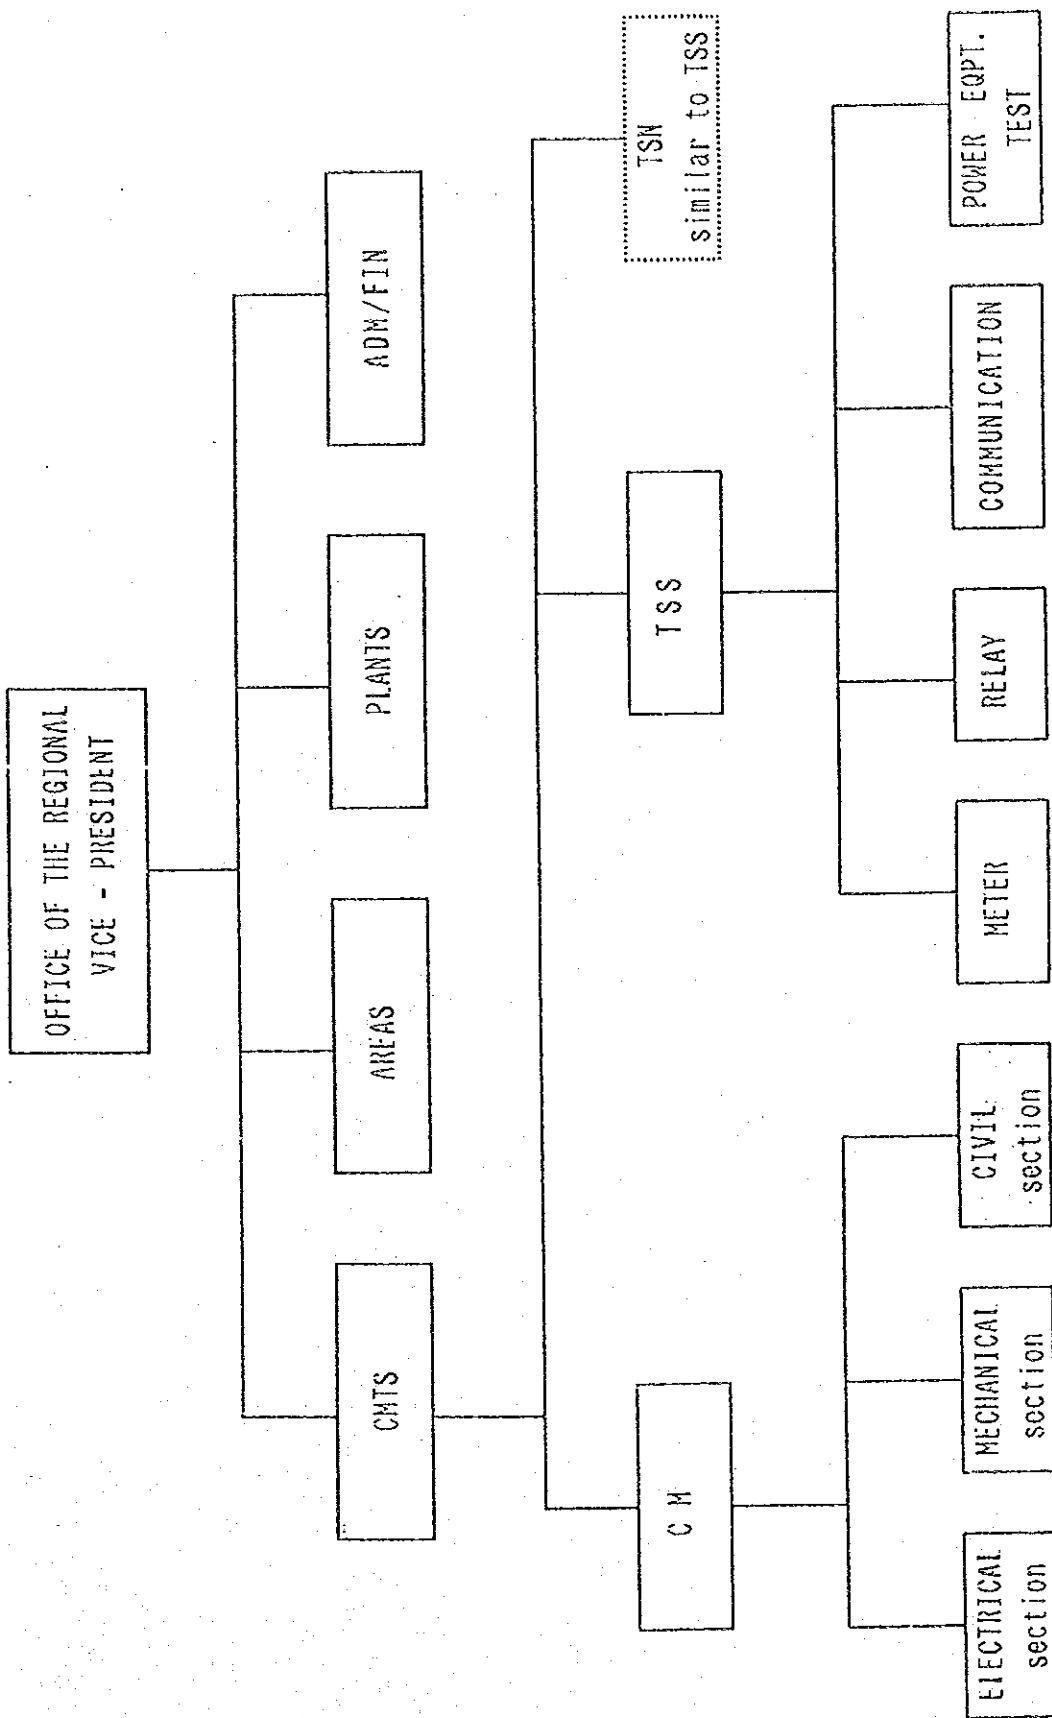 OFFICE OF THE REGIONAL
VICE - PRESIDENT
CMTS
AREAS
PLANTS
ADM/FIN
C M
TSS
TSN
similar to TSS
ELECTRICAL
section
MECHANICAL
section
CIVIL
section
METER
RELAY
COMMUNICATION
POWER EQPT.
TEST